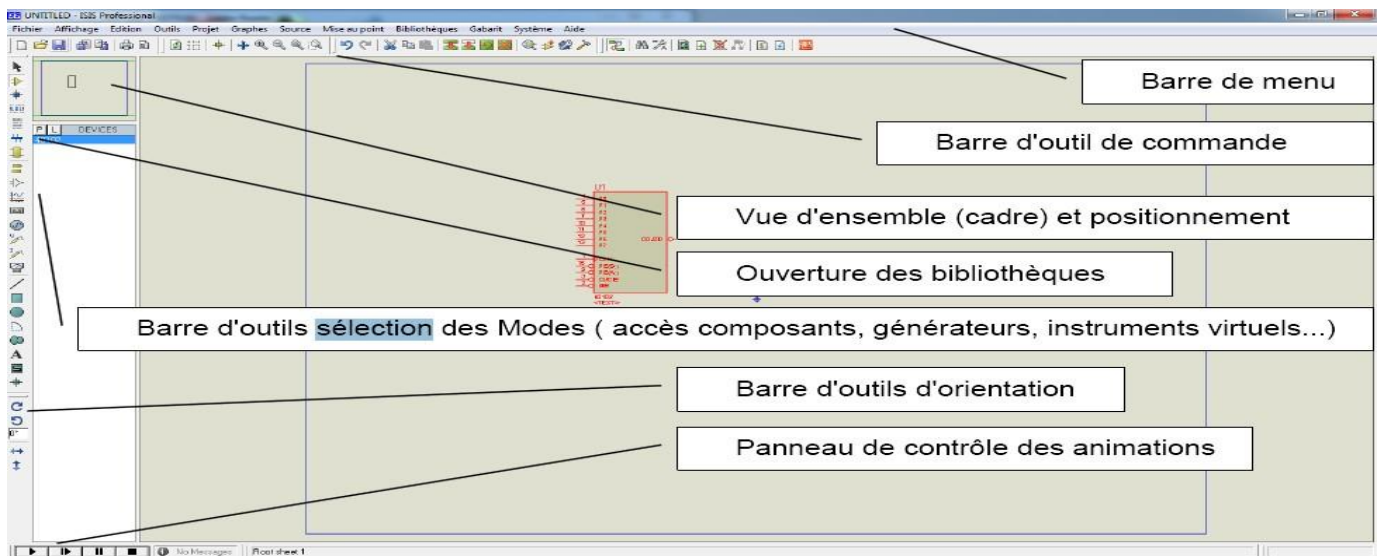 UNTITLED - ISIS Professional
Fichier Affichage Edition Outils Projet Graphes Source Mise au point Bibliothèques Gabarit Système Aide
Barre de menu
Barre d'outil de commande
P L DEVICES
U1
Vue d'ensemble (cadre) et positionnement
Ouverture des bibliothèques
<TEXT>
Barre d'outils sélection des Modes ( accès composants, générateurs, instruments virtuels...)
Barre d'outils d'orientation
Panneau de contrôle des animations
No Messages Root sheet 1